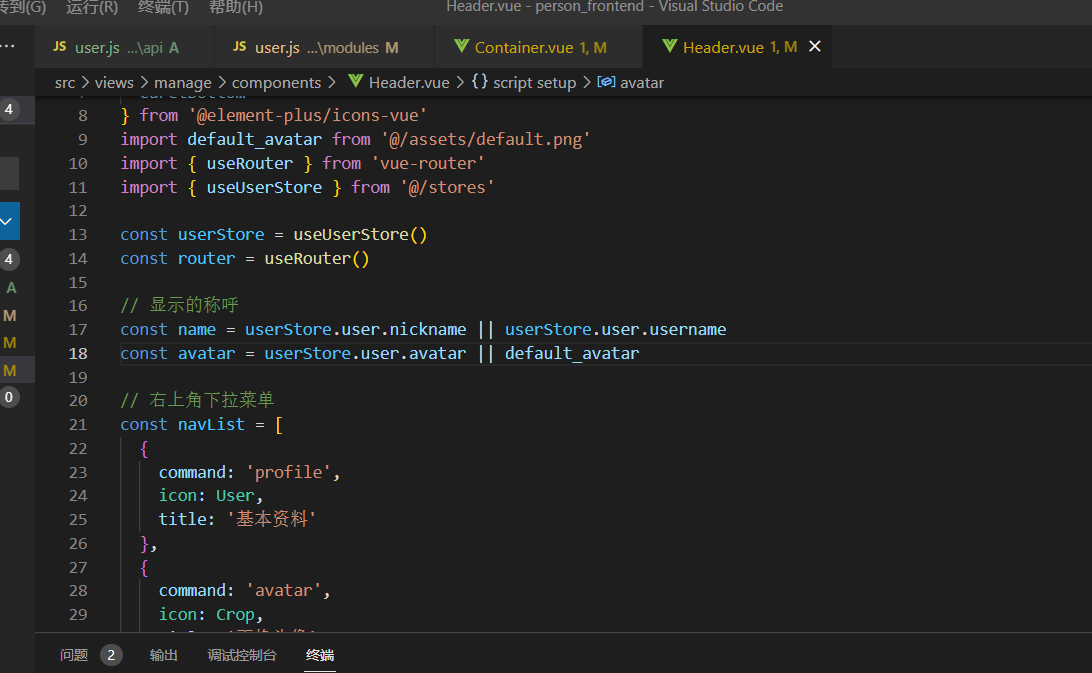 传到(G) 运行(R) 终端(T) 帮助(H) Header.vue - person_frontend - Visual Studio Code
... JS user.js ...\api A JS user.js ...\modules M Container.vue 1, M Header.vue 1, M ×
src > views > manage > components > Header.vue > {} script setup > avatar
4
8 } from '@element-plus/icons-vue'
9 import default_avatar from '@/assets/default.png'
10 import { useRouter } from 'vue-router'
11 import { useUserStore } from '@/stores'
12
13 const userStore = useUserStore()
14 const router = useRouter()
4
15
A
16 // 显示的称呼
M
17 const name = userStore.user.nickname || userStore.user.username
M
18 const avatar = userStore.user.avatar || default_avatar
M
19
0
20 // 右上角下拉菜单
21 const navList = [
22 {
23 command: 'profile',
24 icon: User,
25 title: '基本资料'
26 },
27 {
28 command: 'avatar',
29 icon: Crop,
问题 2 输出 调试控制台 终端